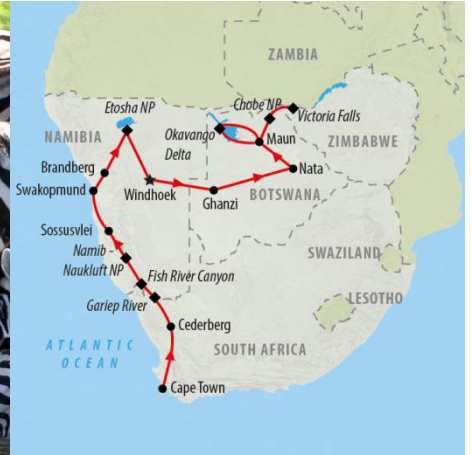 ZAMBIA
Etosha NP
Chobe NP
Victoria Falls
NAMIBIA
Okavango
Delta
Maun
ZIMBABWE
Brandberg
Nata
Swakopmund
Windhoek
Ghanzi
BOTSWANA
Sossusvlei
Namib -
Naukluft NP
SWAZILAND
Fish River Canyon
Gariep River
LESOTHO
Cederberg
ATLANTIC
OCEAN
SOUTH AFRICA
Cape Town